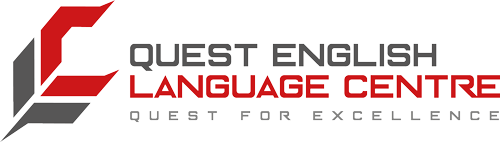 QUEST ENGLISH
LANGUAGE CENTRE
QUEST FOR EXCELLENCE